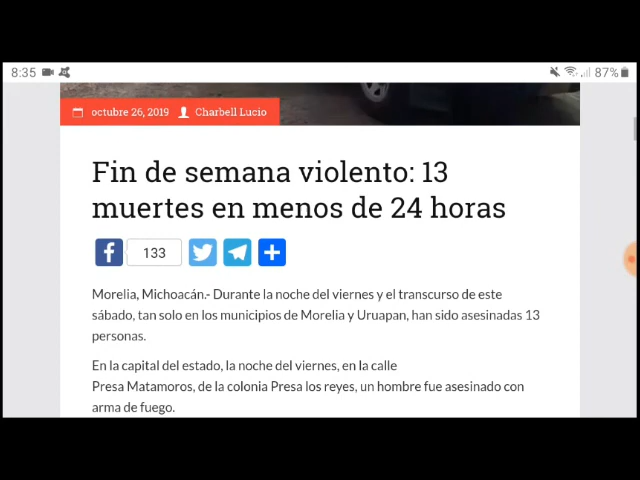 8:35 87%
octubre 26, 2019 Charbell Lucio
Fin de semana violento: 13
muertes en menos de 24 horas
133
Morelia, Michoacán.- Durante la noche del viernes y el transcurso de este
sábado, tan solo en los municipios de Morelia y Uruapan, han sido asesinadas 13
personas.
En la capital del estado, la noche del viernes, en la calle
Presa Matamoros, de la colonia Presa los reyes, un hombre fue asesinado con
arma de fuego.